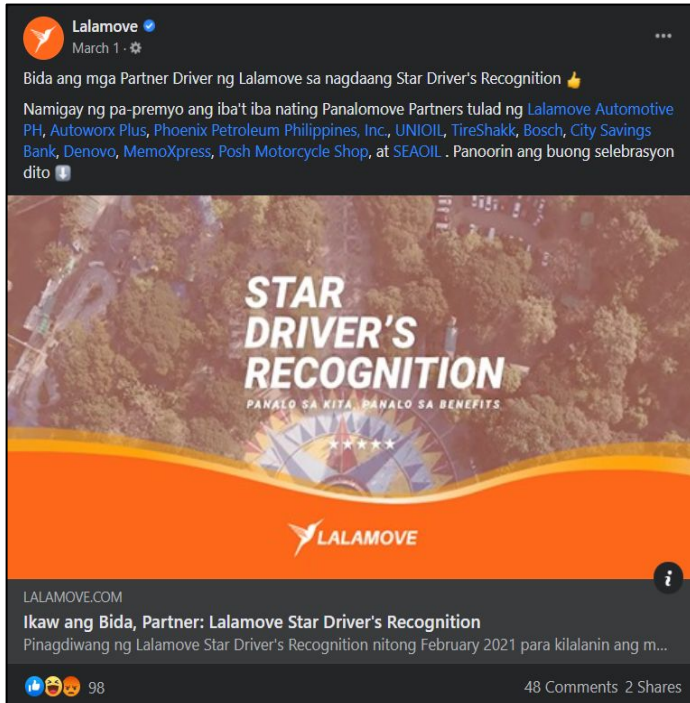 Lalamove
March 1 ·
Bida ang mga Partner Driver ng Lalamove sa nagdaang Star Driver's Recognition 👍
Namigay ng pa-premyo ang iba't iba nating Panalomove Partners tulad ng Lalamove Automotive
PH, Autoworx Plus, Phoenix Petroleum Philippines, Inc., UNIOIL, TireShakk, Bosch, City Savings
Bank, Denovo, MemoXpress, Posh Motorcycle Shop, at SEAOIL . Panoorin ang buong selebrasyon
dito ⬇️
STAR
DRIVER'S
RECOGNITION
PANALO SA KITA, PANALO SA BENEFITS
LALAMOVE
LALAMOVE.COM
Ikaw ang Bida, Partner: Lalamove Star Driver's Recognition
Pinagdiwang ng Lalamove Star Driver's Recognition nitong February 2021 para kilalanin ang m...
98
48 Comments 2 Shares